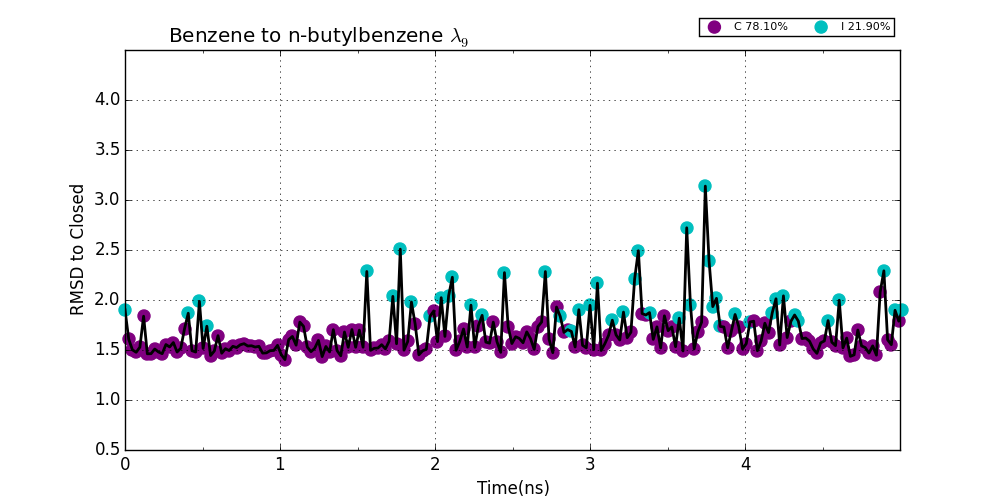 Benzene to n-butylbenzene λ₉
C 78.10% I 21.90%
RMSD to Closed
4.0
3.5
3.0
2.5
2.0
1.5
1.0
0.5
0 1 2 3 4
Time(ns)